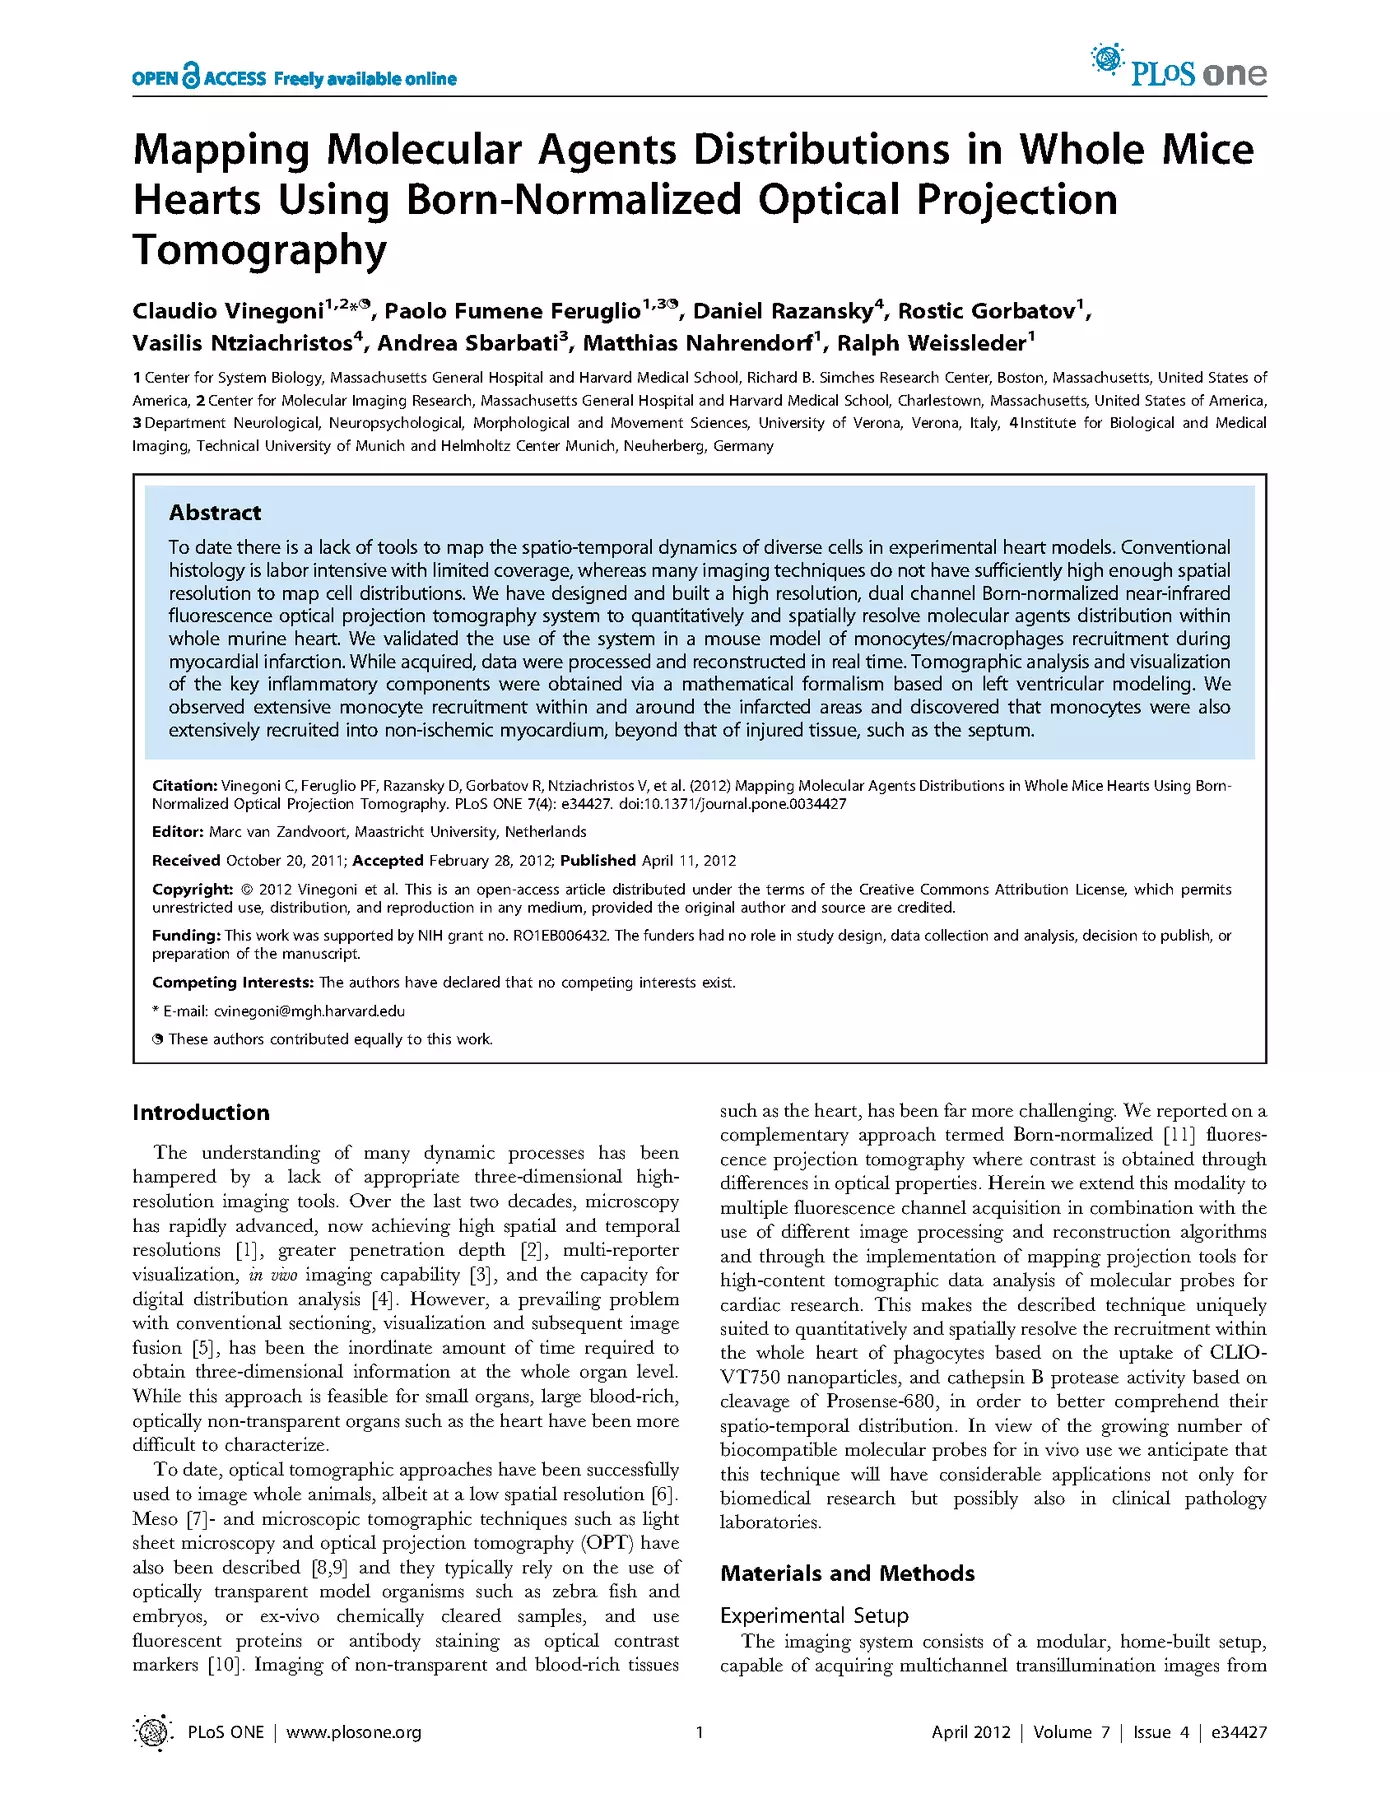 OPEN ACCESS Freely available online
PLoS one
Mapping Molecular Agents Distributions in Whole Mice
Hearts Using Born-Normalized Optical Projection
Tomography
Claudio Vinegoni1,2*⁹, Paolo Fumene Feruglio1,3⁹, Daniel Razansky4, Rostic Gorbatov1,
Vasilis Ntziachristos4, Andrea Sbarbati3, Matthias Nahrendorf1, Ralph Weissleder1
1 Center for System Biology, Massachusetts General Hospital and Harvard Medical School, Richard B. Simches Research Center, Boston, Massachusetts, United States of
America, 2 Center for Molecular Imaging Research, Massachusetts General Hospital and Harvard Medical School, Charlestown, Massachusetts, United States of America,
3 Department Neurological, Neuropsychological, Morphological and Movement Sciences, University of Verona, Verona, Italy, 4 Institute for Biological and Medical
Imaging, Technical University of Munich and Helmholtz Center Munich, Neuherberg, Germany
Abstract
To date there is a lack of tools to map the spatio-temporal dynamics of diverse cells in experimental heart models. Conventional
histology is labor intensive with limited coverage, whereas many imaging techniques do not have sufficiently high enough spatial
resolution to map cell distributions. We have designed and built a high resolution, dual channel Born-normalized near-infrared
fluorescence optical projection tomography system to quantitatively and spatially resolve molecular agents distribution within
whole murine heart. We validated the use of the system in a mouse model of monocytes/macrophages recruitment during
myocardial infarction. While acquired, data were processed and reconstructed in real time. Tomographic analysis and visualization
of the key inflammatory components were obtained via a mathematical formalism based on left ventricular modeling. We
observed extensive monocyte recruitment within and around the infarcted areas and discovered that monocytes were also
extensively recruited into non-ischemic myocardium, beyond that of injured tissue, such as the septum.
Citation: Vinegoni C, Feruglio PF, Razansky D, Gorbatov R, Ntziachristos V, et al. (2012) Mapping Molecular Agents Distributions in Whole Mice Hearts Using Born-
Normalized Optical Projection Tomography. PLoS ONE 7(4): e34427. doi:10.1371/journal.pone.0034427
Editor: Marc van Zandvoort, Maastricht University, Netherlands
Received October 20, 2011; Accepted February 28, 2012; Published April 11, 2012
Copyright: © 2012 Vinegoni et al. This is an open-access article distributed under the terms of the Creative Commons Attribution License, which permits
unrestricted use, distribution, and reproduction in any medium, provided the original author and source are credited.
Funding: This work was supported by NIH grant no. RO1EB006432. The funders had no role in study design, data collection and analysis, decision to publish, or
preparation of the manuscript.
Competing Interests: The authors have declared that no competing interests exist.
* E-mail: cvinegoni@mgh.harvard.edu
⁹ These authors contributed equally to this work.
Introduction
The understanding of many dynamic processes has been
hampered by a lack of appropriate three-dimensional high-
resolution imaging tools. Over the last two decades, microscopy
has rapidly advanced, now achieving high spatial and temporal
resolutions [1], greater penetration depth [2], multi-reporter
visualization, in vivo imaging capability [3], and the capacity for
digital distribution analysis [4]. However, a prevailing problem
with conventional sectioning, visualization and subsequent image
fusion [5], has been the inordinate amount of time required to
obtain three-dimensional information at the whole organ level.
While this approach is feasible for small organs, large blood-rich,
optically non-transparent organs such as the heart have been more
difficult to characterize.
To date, optical tomographic approaches have been successfully
used to image whole animals, albeit at a low spatial resolution [6].
Meso [7]- and microscopic tomographic techniques such as light
sheet microscopy and optical projection tomography (OPT) have
also been described [8,9] and they typically rely on the use of
optically transparent model organisms such as zebra fish and
embryos, or ex-vivo chemically cleared samples, and use
fluorescent proteins or antibody staining as optical contrast
markers [10]. Imaging of non-transparent and blood-rich tissues
such as the heart, has been far more challenging. We reported on a
complementary approach termed Born-normalized [11] fluores-
cence projection tomography where contrast is obtained through
differences in optical properties. Herein we extend this modality to
multiple fluorescence channel acquisition in combination with the
use of different image processing and reconstruction algorithms
and through the implementation of mapping projection tools for
high-content tomographic data analysis of molecular probes for
cardiac research. This makes the described technique uniquely
suited to quantitatively and spatially resolve the recruitment within
the whole heart of phagocytes based on the uptake of CLIO-
VT750 nanoparticles, and cathepsin B protease activity based on
cleavage of Prosense-680, in order to better comprehend their
spatio-temporal distribution. In view of the growing number of
biocompatible molecular probes for in vivo use we anticipate that
this technique will have considerable applications not only for
biomedical research but possibly also in clinical pathology
laboratories.
Materials and Methods
Experimental Setup
The imaging system consists of a modular, home-built setup,
capable of acquiring multichannel transillumination images from
PLoS ONE | www.plosone.org
1
April 2012 | Volume 7 | Issue 4 | e34427